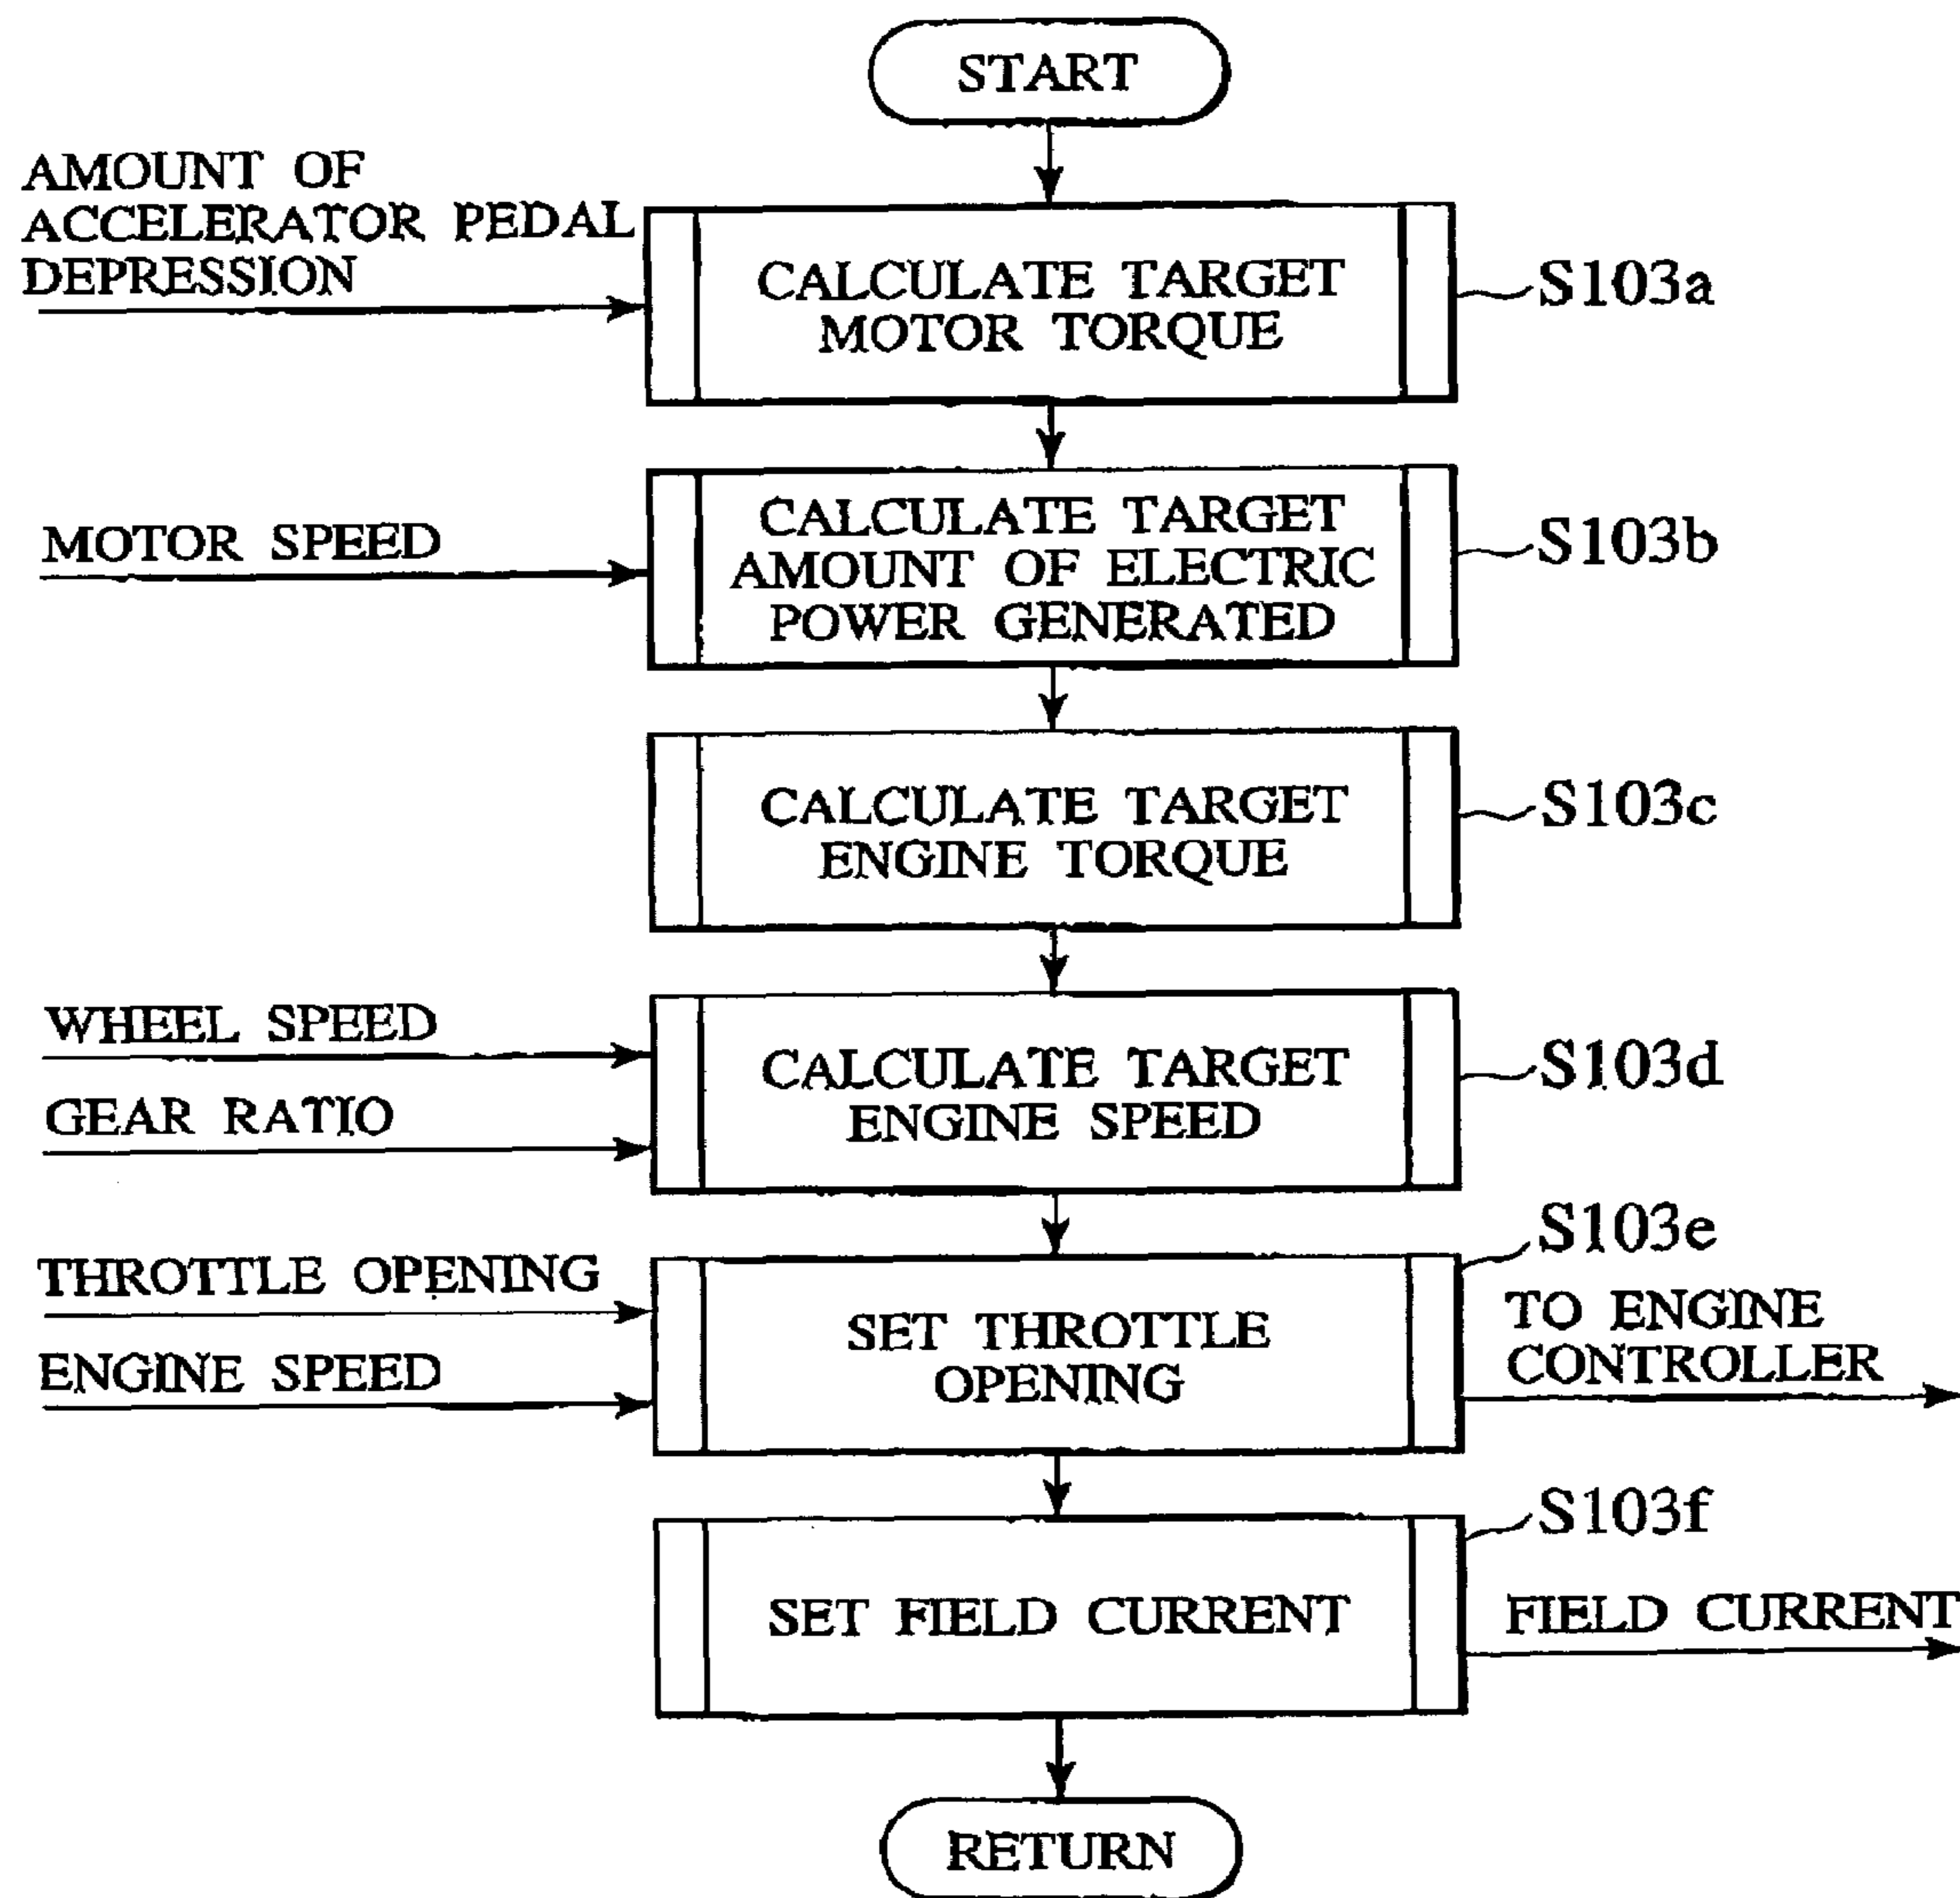 START
AMOUNT OF
ACCELERATOR PEDAL
DEPRESSION
CALCULATE TARGET
MOTOR TORQUE
S103a
MOTOR SPEED
CALCULATE TARGET
AMOUNT OF ELECTRIC
POWER GENERATED
S103b
CALCULATE TARGET
ENGINE TORQUE
S103c
WHEEL SPEED
GEAR RATIO
CALCULATE TARGET
ENGINE SPEED
S103d
THROTTLE OPENING
ENGINE SPEED
SET THROTTLE
OPENING
S103e
TO ENGINE
CONTROLLER
SET FIELD CURRENT
S103f
FIELD CURRENT
RETURN